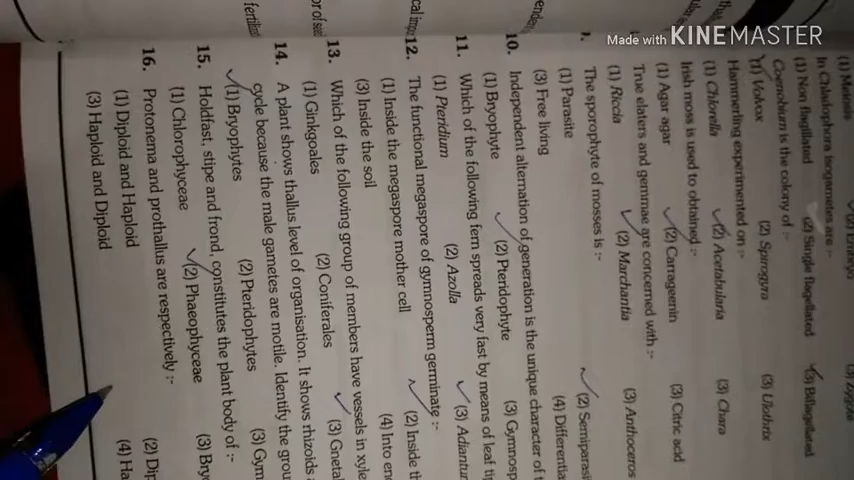 Made with KINEMASTER
(1) Meiosis
(3) Zygote
In Chladophora isogametes are :-
(1) Non flagillated (2) Single flagellated (3) Biflagellated
Coenobium is the colony of :-
(1) Volvox (2) Spirogyra (3) Ulothrix
Hammerling experimented on :-
(1) Chlorella (2) Acetabularia (3) Chara
Irish moss is used to obtained :-
(1) Agar agar (2) Carrageenin (3) Citric acid
True elaters and gemmae are concerned with :-
(1) Riccia (2) Marchantia (3) Anthoceros
The sporophyte of mosses is :-
(1) Parasite (2) Semiparasi
(3) Free living (4) Differentia
10. Independent alternation of generation is the unique character of t
(1) Bryophyte (2) Pteridophyte (3) Gymnosp
11. Which of the following fern spreads very fast by means of leaf ti
(1) Pteridium (2) Azolla (3) Adiantu
12. The functional megaspore of gymnosperm germinate :-
(1) Inside the megaspore mother cell (2) Inside th
(3) Inside the soil (4) Into en
13. Which of the following group of members have vessels in xyle
(1) Ginkgoales (2) Coniferales (3) Gnetal
14. A plant shows thallus level of organisation. It shows rhizoids
cycle because the male gametes are motile. Identify the grou
(1) Bryophytes (2) Pteridophytes (3) Gym
15. Holdfast, stipe and frond, constitutes the plant body of :-
(1) Chlorophyceae (2) Phaeophyceae (3) Bry
16. Protonema and prothallus are respectively :-
(1) Diploid and Haploid (2) Dip
(3) Haploid and Diploid (4) Ha